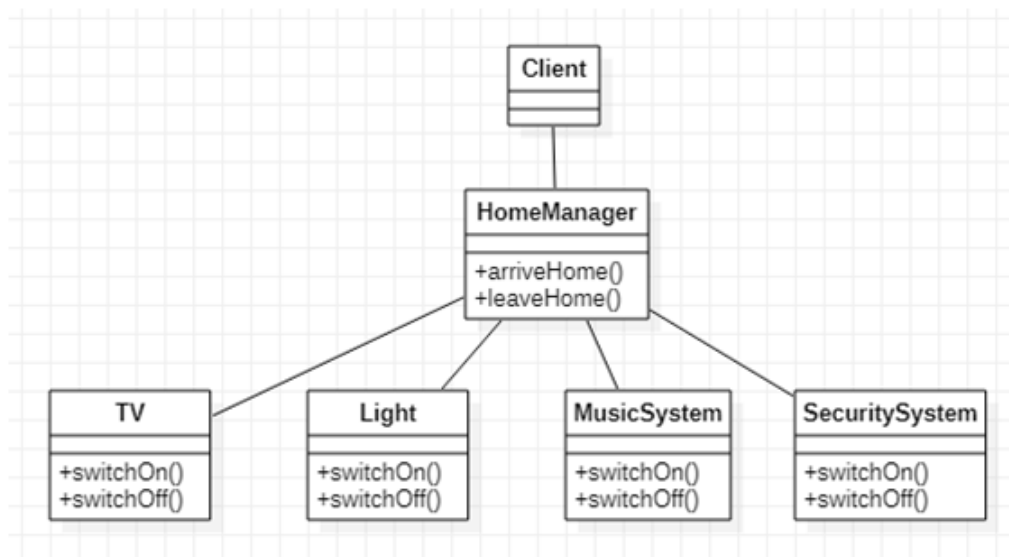 Client
HomeManager
+arriveHome()
+leaveHome()
TV
+switchOn()
+switchOff()
Light
+switchOn()
+switchOff()
MusicSystem
+switchOn()
+switchOff()
SecuritySystem
+switchOn()
+switchOff()